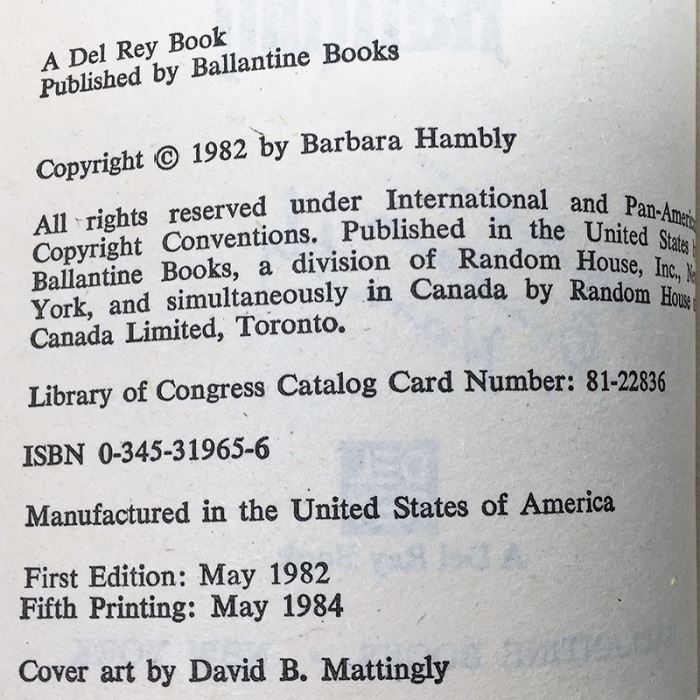 A Del Rey Book
Published by Ballantine Books
Copyright © 1982 by Barbara Hambly
All rights reserved under International and Pan-Ameri
Copyright Conventions. Published in the United States
Ballantine Books, a division of Random House, Inc.,
York, and simultaneously in Canada by Random House
Canada Limited, Toronto.
Library of Congress Catalog Card Number: 81-22836
ISBN 0-345-31965-6
Manufactured in the United States of America
First Edition: May 1982
Fifth Printing: May 1984
Cover art by David B. Mattingly